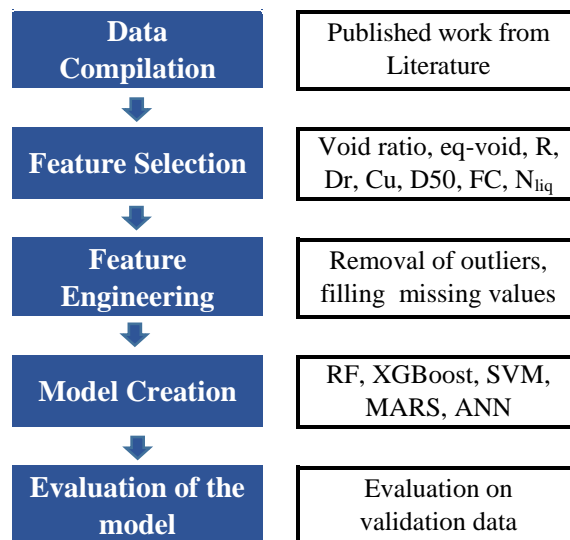 Data
Compilation
Published work from
Literature
Feature Selection
Void ratio, eq-void, R,
Dr, Cu, D50, FC, Nliq
Feature
Engineering
Removal of outliers,
filling missing values
Model Creation
RF, XGBoost, SVM,
MARS, ANN
Evaluation of the
model
Evaluation on
validation data